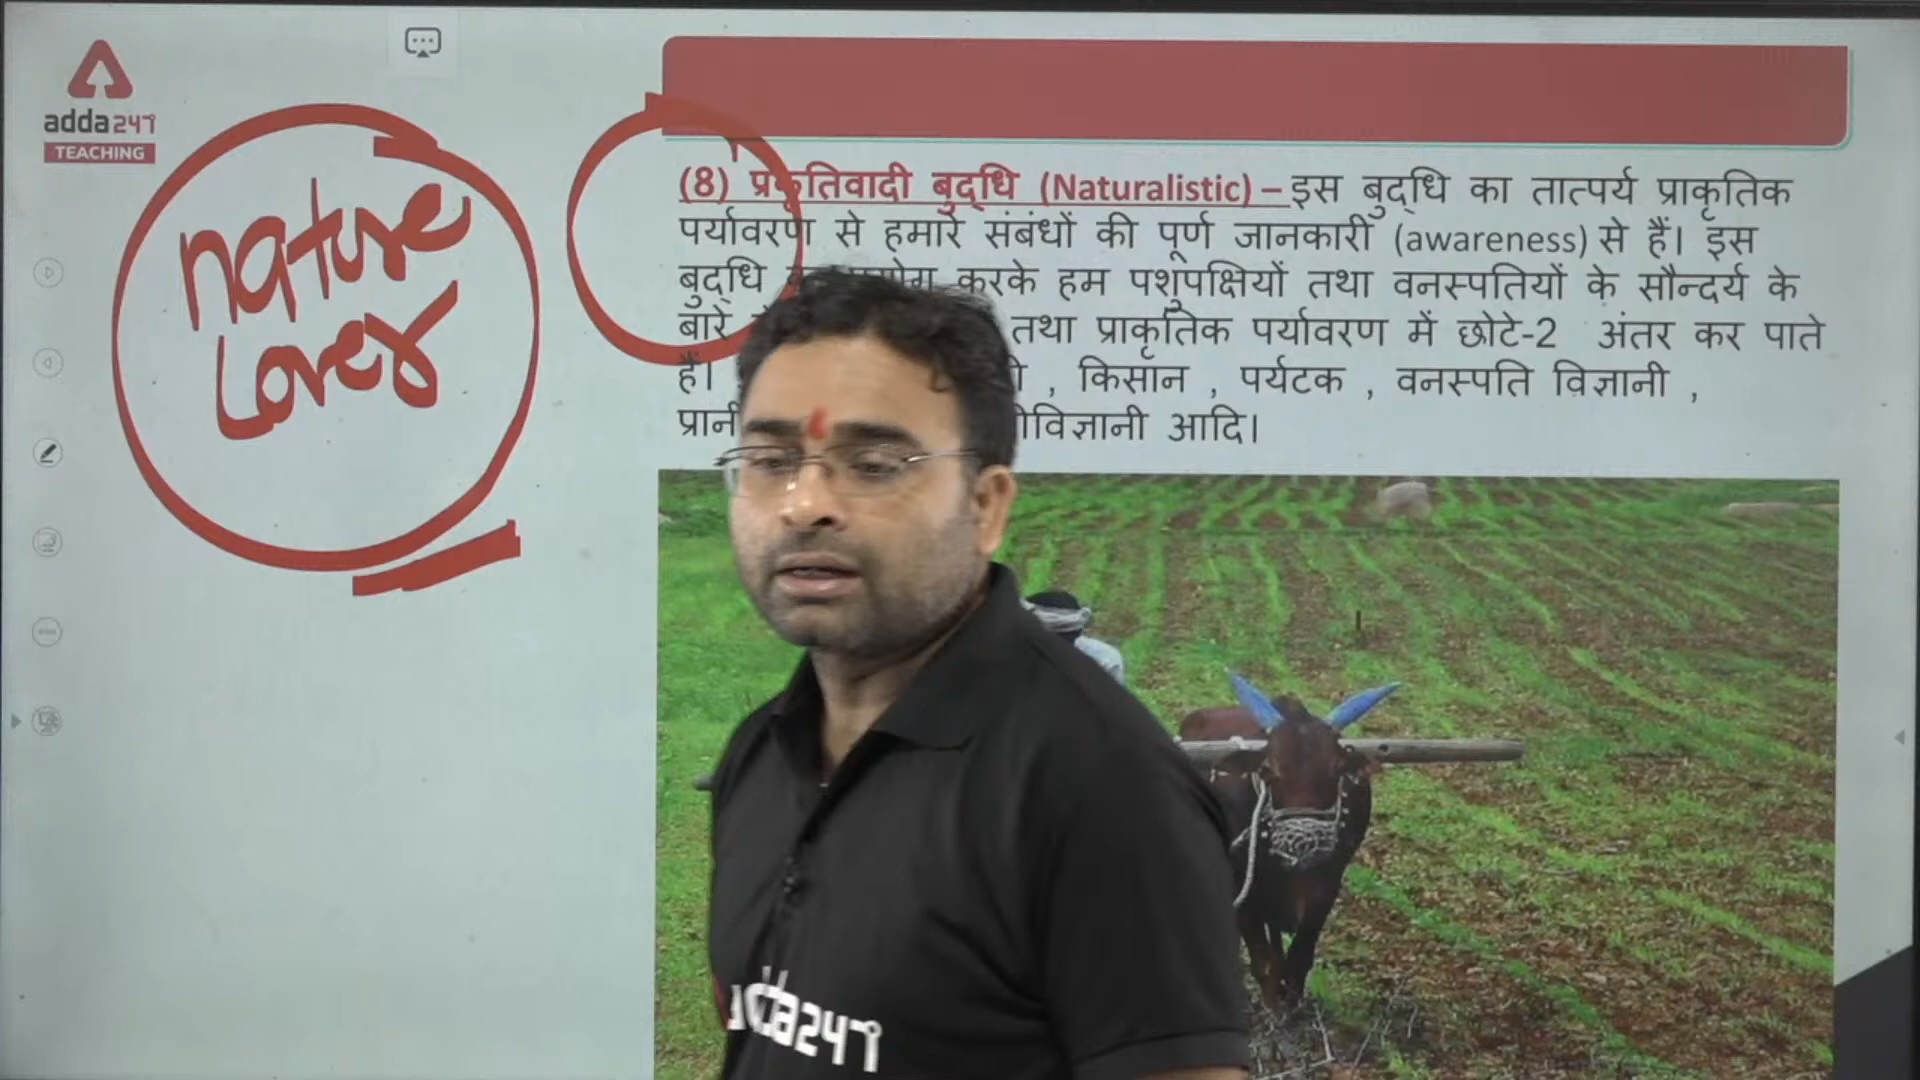 adda247
TEACHING
nature
lover
(8) प्रकृतिवादी बुद्धि (Naturalistic) – इस बुद्धि का तात्पर्य प्राकृतिक
पर्यावरण से हमारे संबंधों की पूर्ण जानकारी (awareness) से हैं। इस
बुद्धि करके हम पशुपक्षियों तथा वनस्पतियों के सौन्दर्य के
बारे तथा प्राकृतिक पर्यावरण में छोटे-2 अंतर कर पाते
हैं। , किसान , पर्यटक , वनस्पति विज्ञानी ,
आदि।
adda247